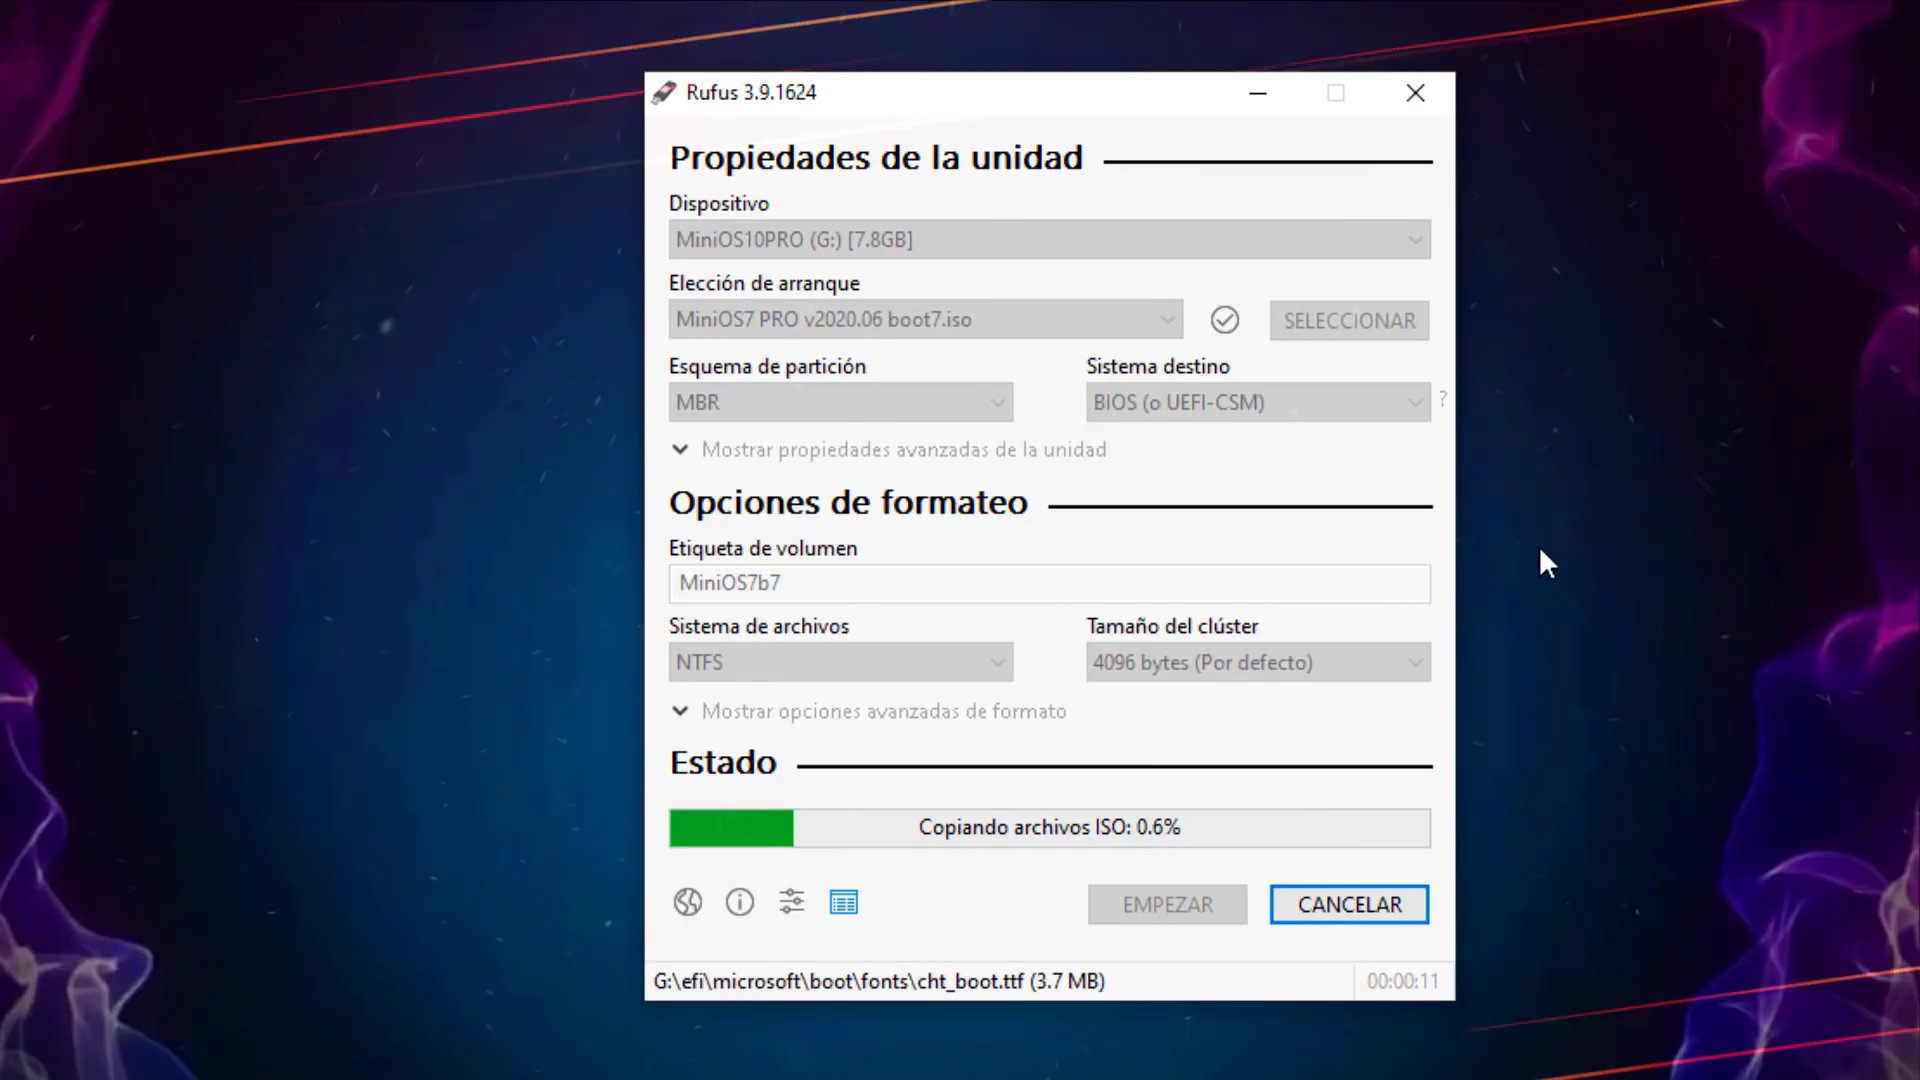 Rufus 3.9.1624
Propiedades de la unidad
Dispositivo
MiniOS10PRO (G:) [7.8GB]
Elección de arranque
MiniOS7 PRO v2020.06 boot7.iso
SELECCIONAR
Esquema de partición
Sistema destino
MBR
BIOS (o UEFI-CSM)
?
Mostrar propiedades avanzadas de la unidad
Opciones de formateo
Etiqueta de volumen
MiniOS7b7
Sistema de archivos
Tamaño del clúster
NTFS
4096 bytes (Por defecto)
Mostrar opciones avanzadas de formato
Estado
Copiando archivos ISO: 0.6%
EMPEZAR
CANCELAR
G:\efi\microsoft\boot\fonts\cht_boot.ttf (3.7 MB)
00:00:11